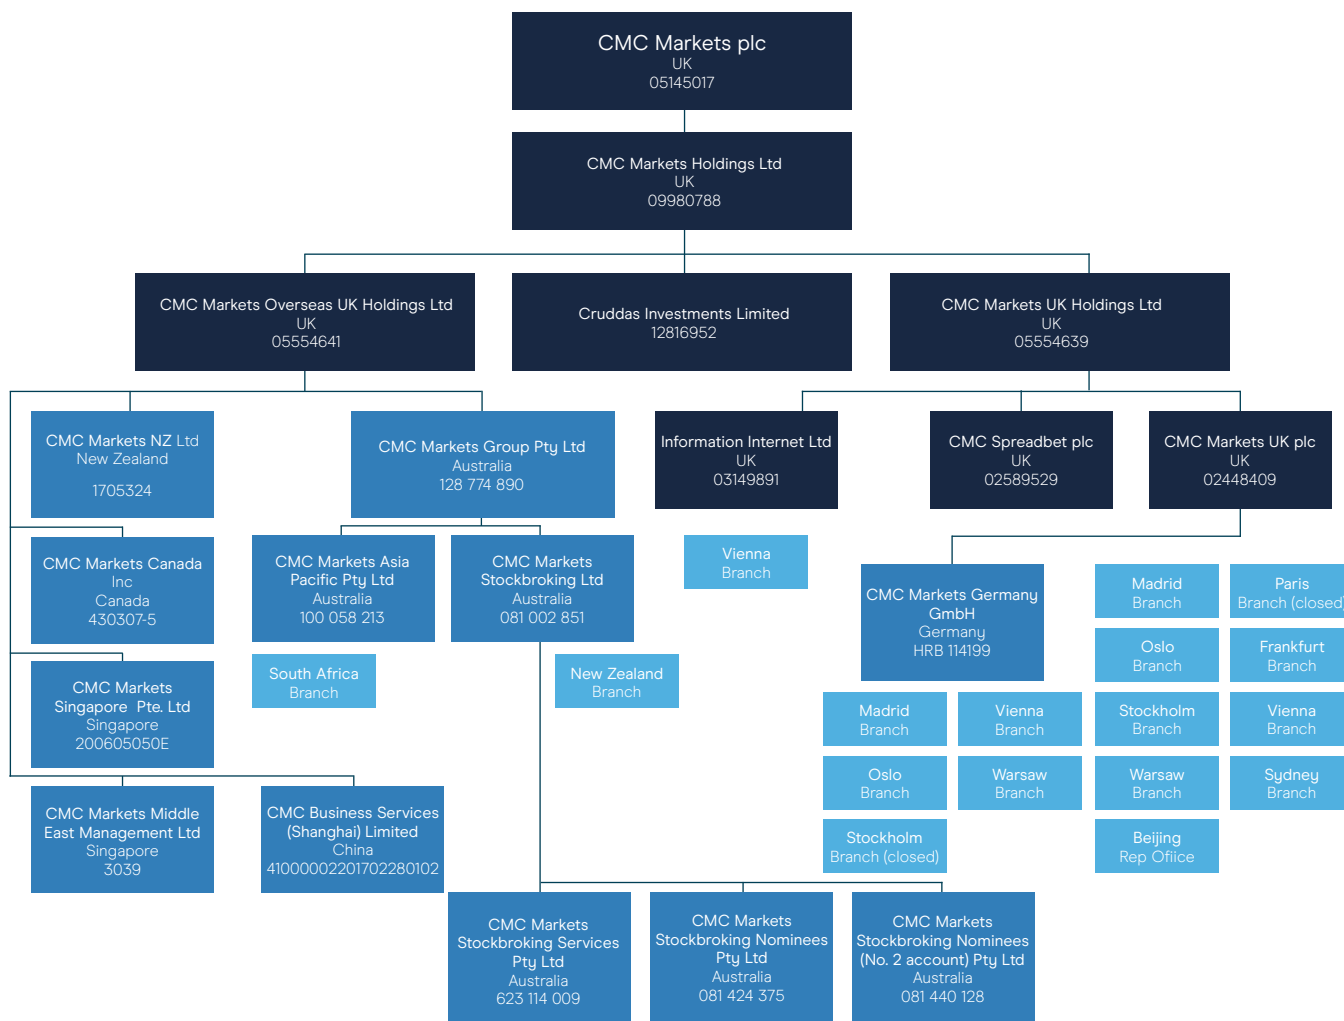 CMC Markets plc
UK
05145017
CMC Markets Holdings Ltd
UK
09980788
CMC Markets Overseas UK Holdings Ltd
UK
05554641
Cruddas Investments Limited
12816952
CMC Markets UK Holdings Ltd
UK
05554639
CMC Markets NZ Ltd
New Zealand
1705324
CMC Markets Group Pty Ltd
Australia
128 774 890
Information Internet Ltd
UK
03149891
CMC Spreadbet plc
UK
02589529
CMC Markets UK plc
UK
02448409
CMC Markets Canada
Inc
Canada
430307-5
CMC Markets Asia
Pacific Pty Ltd
Australia
100 058 213
CMC Markets
Stockbroking Ltd
Australia
081 002 851
Vienna
Branch
CMC Markets Germany
GmbH
Germany
HRB 114199
Madrid
Branch
Paris
Branch (closed)
Oslo
Branch
Frankfurt
Branch
South Africa
Branch
New Zealand
Branch
CMC Markets
Singapore Pte. Ltd
Singapore
200605050E
Madrid
Branch
Vienna
Branch
Stockholm
Branch
Vienna
Branch
Oslo
Branch
Warsaw
Branch
Warsaw
Branch
Sydney
Branch
Stockholm
Branch (closed)
Beijing
Rep Ofiice
CMC Markets Middle
East Management Ltd
Singapore
3039
CMC Business Services
(Shanghai) Limited
China
41000002201702280102
CMC Markets
Stockbroking Services
Pty Ltd
Australia
623 114 009
CMC Markets
Stockbroking Nominees
Pty Ltd
Australia
081 424 375
CMC Markets
Stockbroking Nominees
(No. 2 account) Pty Ltd
Australia
081 440 128